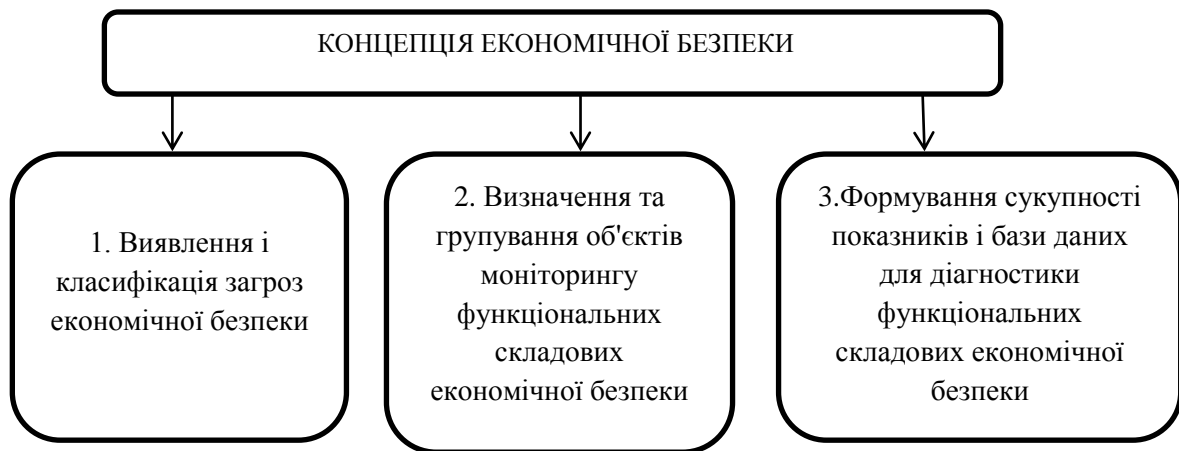 КОНЦЕПЦІЯ ЕКОНОМІЧНОЇ БЕЗПЕКИ
1. Виявлення і
класифікація загроз
економічної безпеки
2. Визначення та
групування об'єктів
моніторингу
функціональних
складових
економічної безпеки
3.Формування сукупності
показників і бази даних
для діагностики
функціональних
складових економічної
безпеки